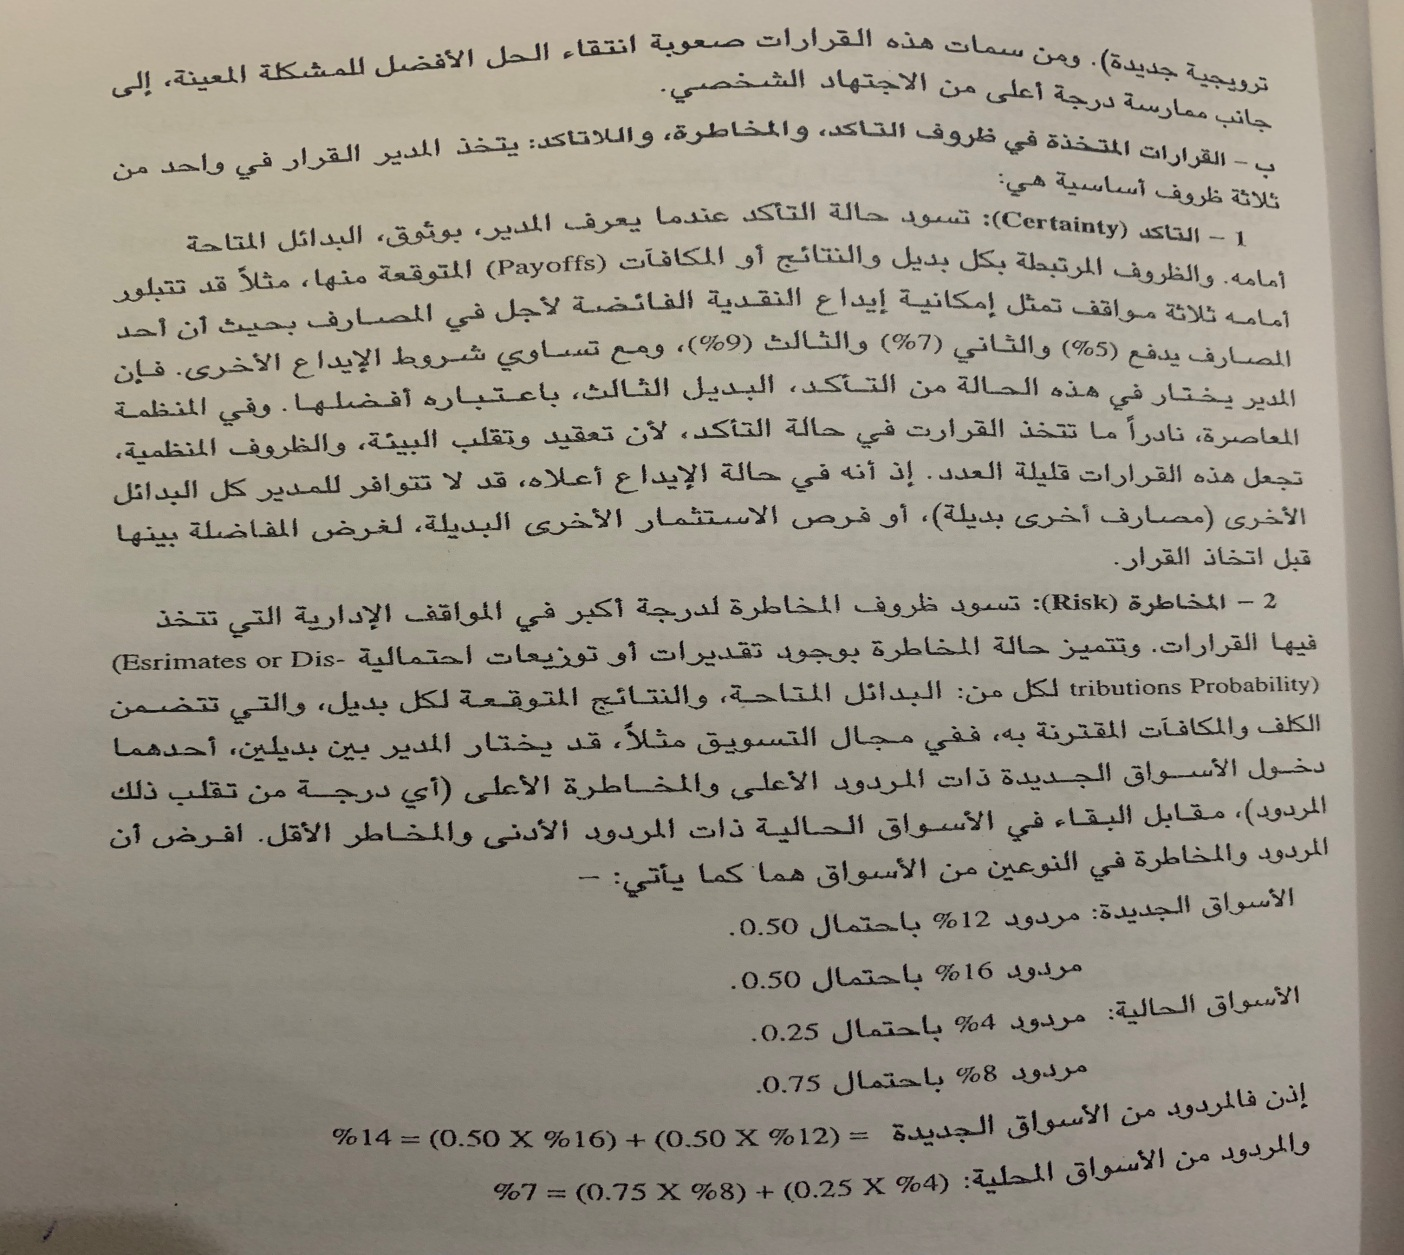 ترويجية جديدة). ومن سمات هذه القرارات صعوبة انتقاء الحل الأفضل للمشكلة المعينة، إلى
جانب ممارسة درجة أعلى من الاجتهاد الشخصي.
ب – القرارات المتخذة في ظروف التاكد، والمخاطرة، واللاتاكد: يتخذ المدير القرار في واحد من
ثلاثة ظروف أساسية هي:
1 – التاكد (Certainty): تسود حالة التأكد عندما يعرف المدير، بوثوق، البدائل المتاحة
أمامه. والظروف المرتبطة بكل بديل والنتائج أو المكافآت (Payoffs) المتوقعة منها، مثلاً قد تتبلور
أمامه ثلاثة مواقف تمثل إمكانية إيداع النقدية الفائضة لأجل في المصارف بحيث أن أحد
المصارف يدفع (5%) والثاني (7%) والثالث (9%)، ومع تساوي شروط الإيداع الأخرى. فإن
المدير يختار في هذه الحالة من التأكد، البديل الثالث، باعتباره أفضلها. وفي المنظمة
المعاصرة، نادراً ما تتخذ القرارت في حالة التأكد، لأن تعقيد وتقلب البيئة، والظروف المنظمية،
تجعل هذه القرارات قليلة العدد. إذ أنه في حالة الإيداع أعلاه، قد لا تتوافر للمدير كل البدائل
الأخرى (مصارف أخرى بديلة)، أو فرص الاستثمار الأخرى البديلة، لغرض المفاضلة بينها
قبل اتخاذ القرار.
2 – المخاطرة (Risk): تسود ظروف المخاطرة لدرجة أكبر في المواقف الإدارية التي تتخذ
فيها القرارات. وتتميز حالة المخاطرة بوجود تقديرات أو توزيعات احتمالية (Esrimates or Dis-
tributions Probability) لكل من: البدائل المتاحة، والنتائج المتوقعة لكل بديل، والتي تتضمن
الكلف والمكافآت المقترنة به، ففي مجال التسويق مثلاً، قد يختار المدير بين بديلين، أحدهما
دخول الأسواق الجديدة ذات المردود الأعلى والمخاطرة الأعلى (أي درجة من تقلب ذلك
المردود)، مقابل البقاء في الأسواق الحالية ذات المردود الأدنى والمخاطر الأقل. افرض أن
المردود والمخاطرة في النوعين من الأسواق هما كما يأتي: –
الأسواق الجديدة: مردود 12% باحتمال 0.50.
مردود 16% باحتمال 0.50.
الأسواق الحالية: مردود 4% باحتمال 0.25.
مردود 8% باحتمال 0.75.
إذن فالمردود من الأسواق الجديدة = (12% X 0.50) + (16% X 0.50) = 14%
والمردود من الأسواق المحلية: (4% X 0.25) + (8% X 0.75) = 7%